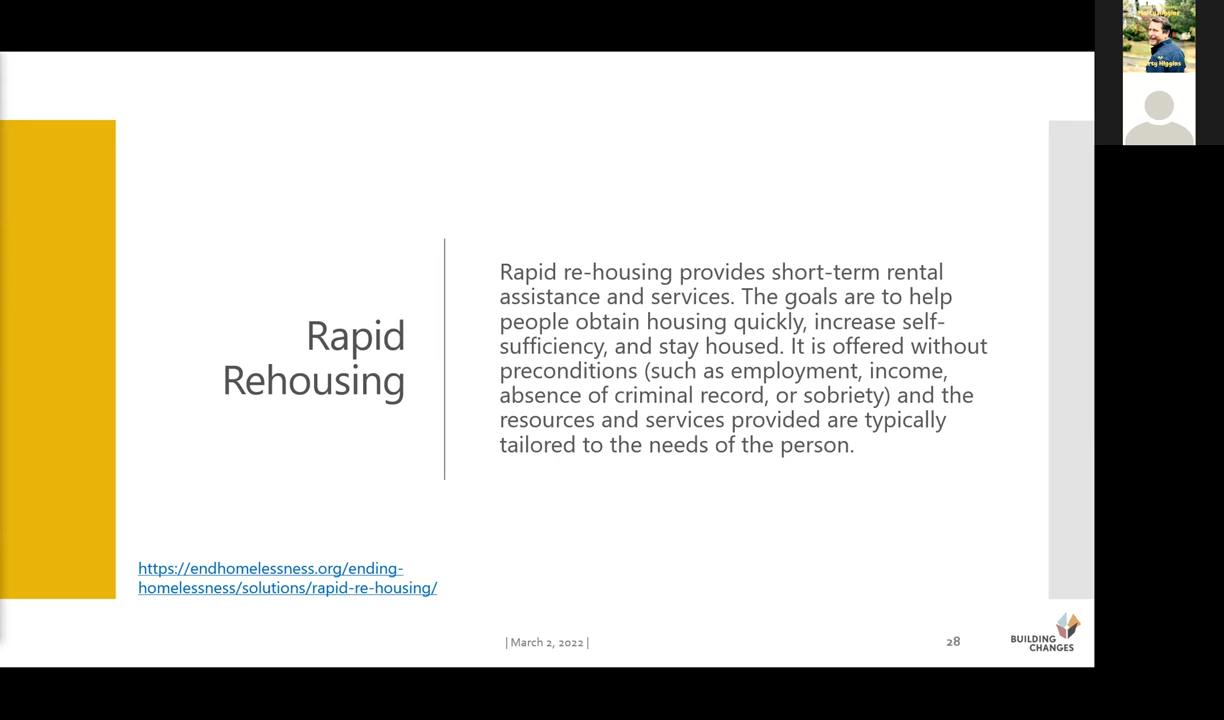 Rapid
Rehousing
Rapid re-housing provides short-term rental
assistance and services. The goals are to help
people obtain housing quickly, increase self-
sufficiency, and stay housed. It is offered without
preconditions (such as employment, income,
absence of criminal record, or sobriety) and the
resources and services provided are typically
tailored to the needs of the person.
https://endhomelessness.org/ending-
homelessness/solutions/rapid-re-housing/
| March 2, 2022 |
28
BUILDING
CHANGES